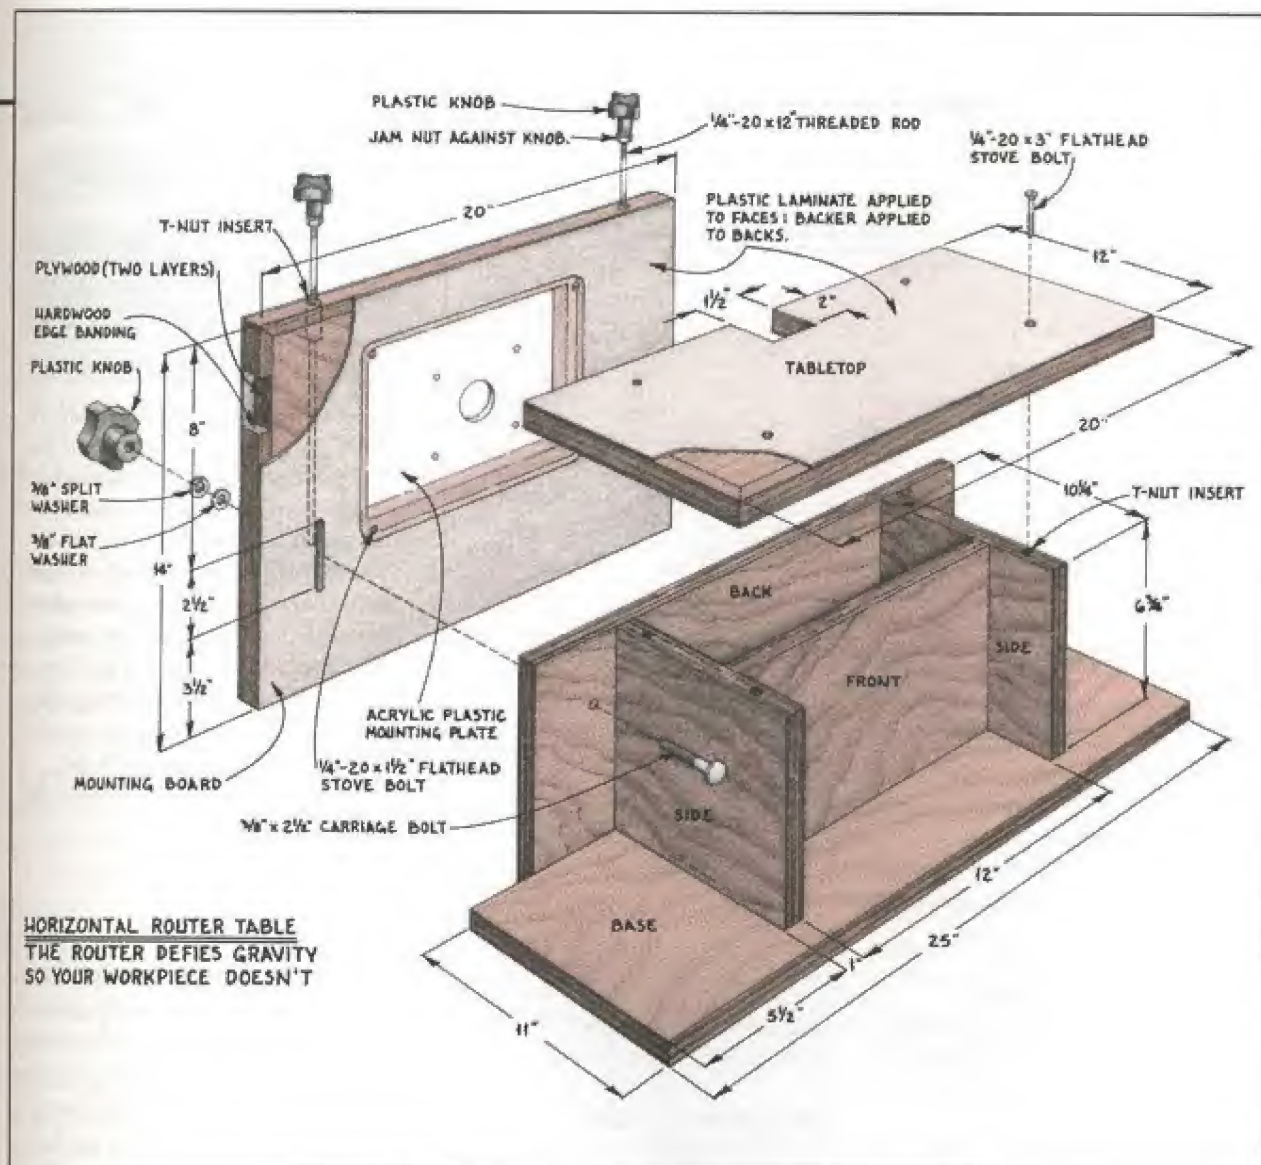 PLASTIC KNOB
JAM NUT AGAINST KNOB.
1/4"-20 x 12" THREADED ROD
1/4"-20 x 3" FLATHEAD
STOVE BOLT
20"
T-NUT INSERT
PLASTIC LAMINATE APPLIED
TO FACES; BACKER APPLIED
TO BACKS.
12"
PLYWOOD (TWO LAYERS)
1 1/2"
2"
HARDWOOD
EDGE BANDING
PLASTIC KNOB
TABLETOP
8"
20"
3/8" SPLIT
WASHER
10 1/4"
T-NUT INSERT
3/8" FLAT
WASHER
14"
2 1/2"
BACK
6 3/4"
SIDE
3 1/2"
FRONT
ACRYLIC PLASTIC
MOUNTING PLATE
MOUNTING BOARD
1/4"-20 x 1 1/2" FLATHEAD
STOVE BOLT
3/8" x 2 1/2" CARRIAGE BOLT
SIDE
12"
BASE
25"
1"
5 1/2"
11"
HORIZONTAL ROUTER TABLE
THE ROUTER DEFIES GRAVITY
SO YOUR WORKPIECE DOESN'T